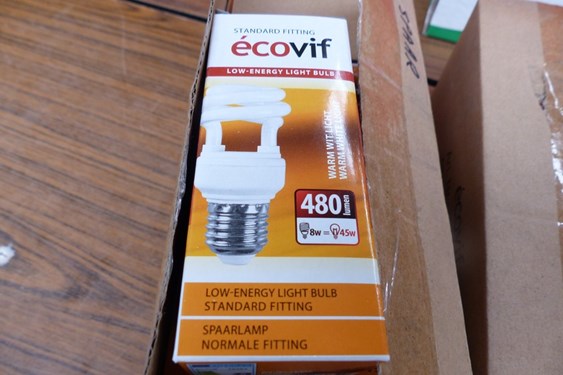 STANDARD FITTING
écovif
LOW-ENERGY LIGHT BULB
WARM WIT LICHT
WARM WHITE
480 lumen
8w = 45w
LOW-ENERGY LIGHT BULB
STANDARD FITTING
SPAARLAMP
NORMALE FITTING